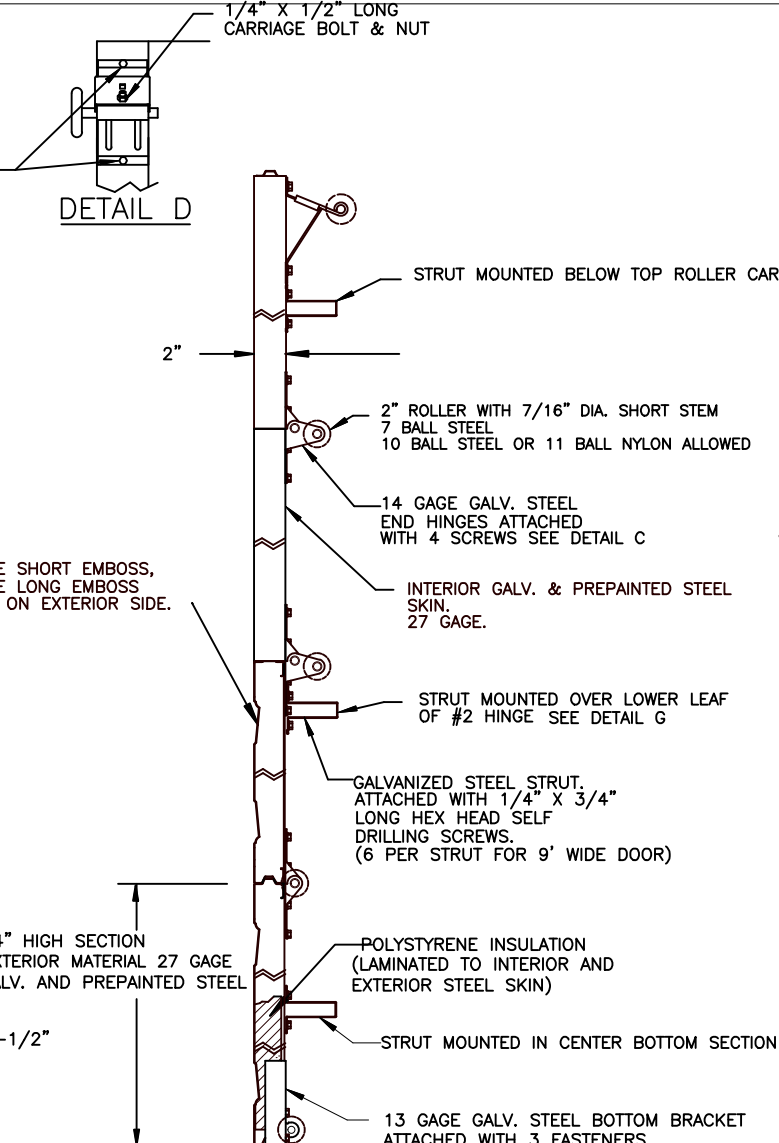 1/4" X 1/2" LONG
CARRIAGE BOLT & NUT
DETAIL D
STRUT MOUNTED BELOW TOP ROLLER CAR
2"
2" ROLLER WITH 7/16" DIA. SHORT STEM
7 BALL STEEL
10 BALL STEEL OR 11 BALL NYLON ALLOWED
14 GAGE GALV. STEEL
END HINGES ATTACHED
WITH 4 SCREWS SEE DETAIL C
E SHORT EMBOSS,
E LONG EMBOSS
ON EXTERIOR SIDE.
INTERIOR GALV. & PREPAINTED STEEL
SKIN.
27 GAGE.
STRUT MOUNTED OVER LOWER LEAF
OF #2 HINGE SEE DETAIL G
GALVANIZED STEEL STRUT.
ATTACHED WITH 1/4" X 3/4"
LONG HEX HEAD SELF
DRILLING SCREWS.
(6 PER STRUT FOR 9' WIDE DOOR)
4" HIGH SECTION
XTERIOR MATERIAL 27 GAGE
ALV. AND PREPAINTED STEEL
POLYSTYRENE INSULATION
(LAMINATED TO INTERIOR AND
EXTERIOR STEEL SKIN)
-1/2"
STRUT MOUNTED IN CENTER BOTTOM SECTION
13 GAGE GALV. STEEL BOTTOM BRACKET
ATTACHED WITH 3 FASTENERS